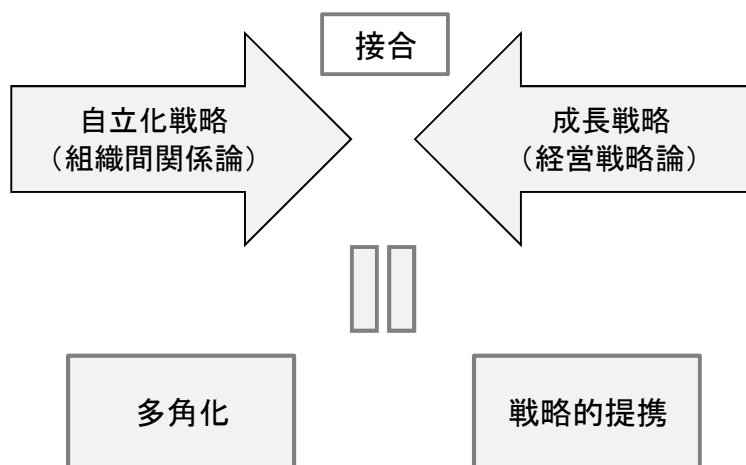 接合
自立化戦略
（組織間関係論）
成長戦略
（経営戦略論）
多角化
戦略的提携